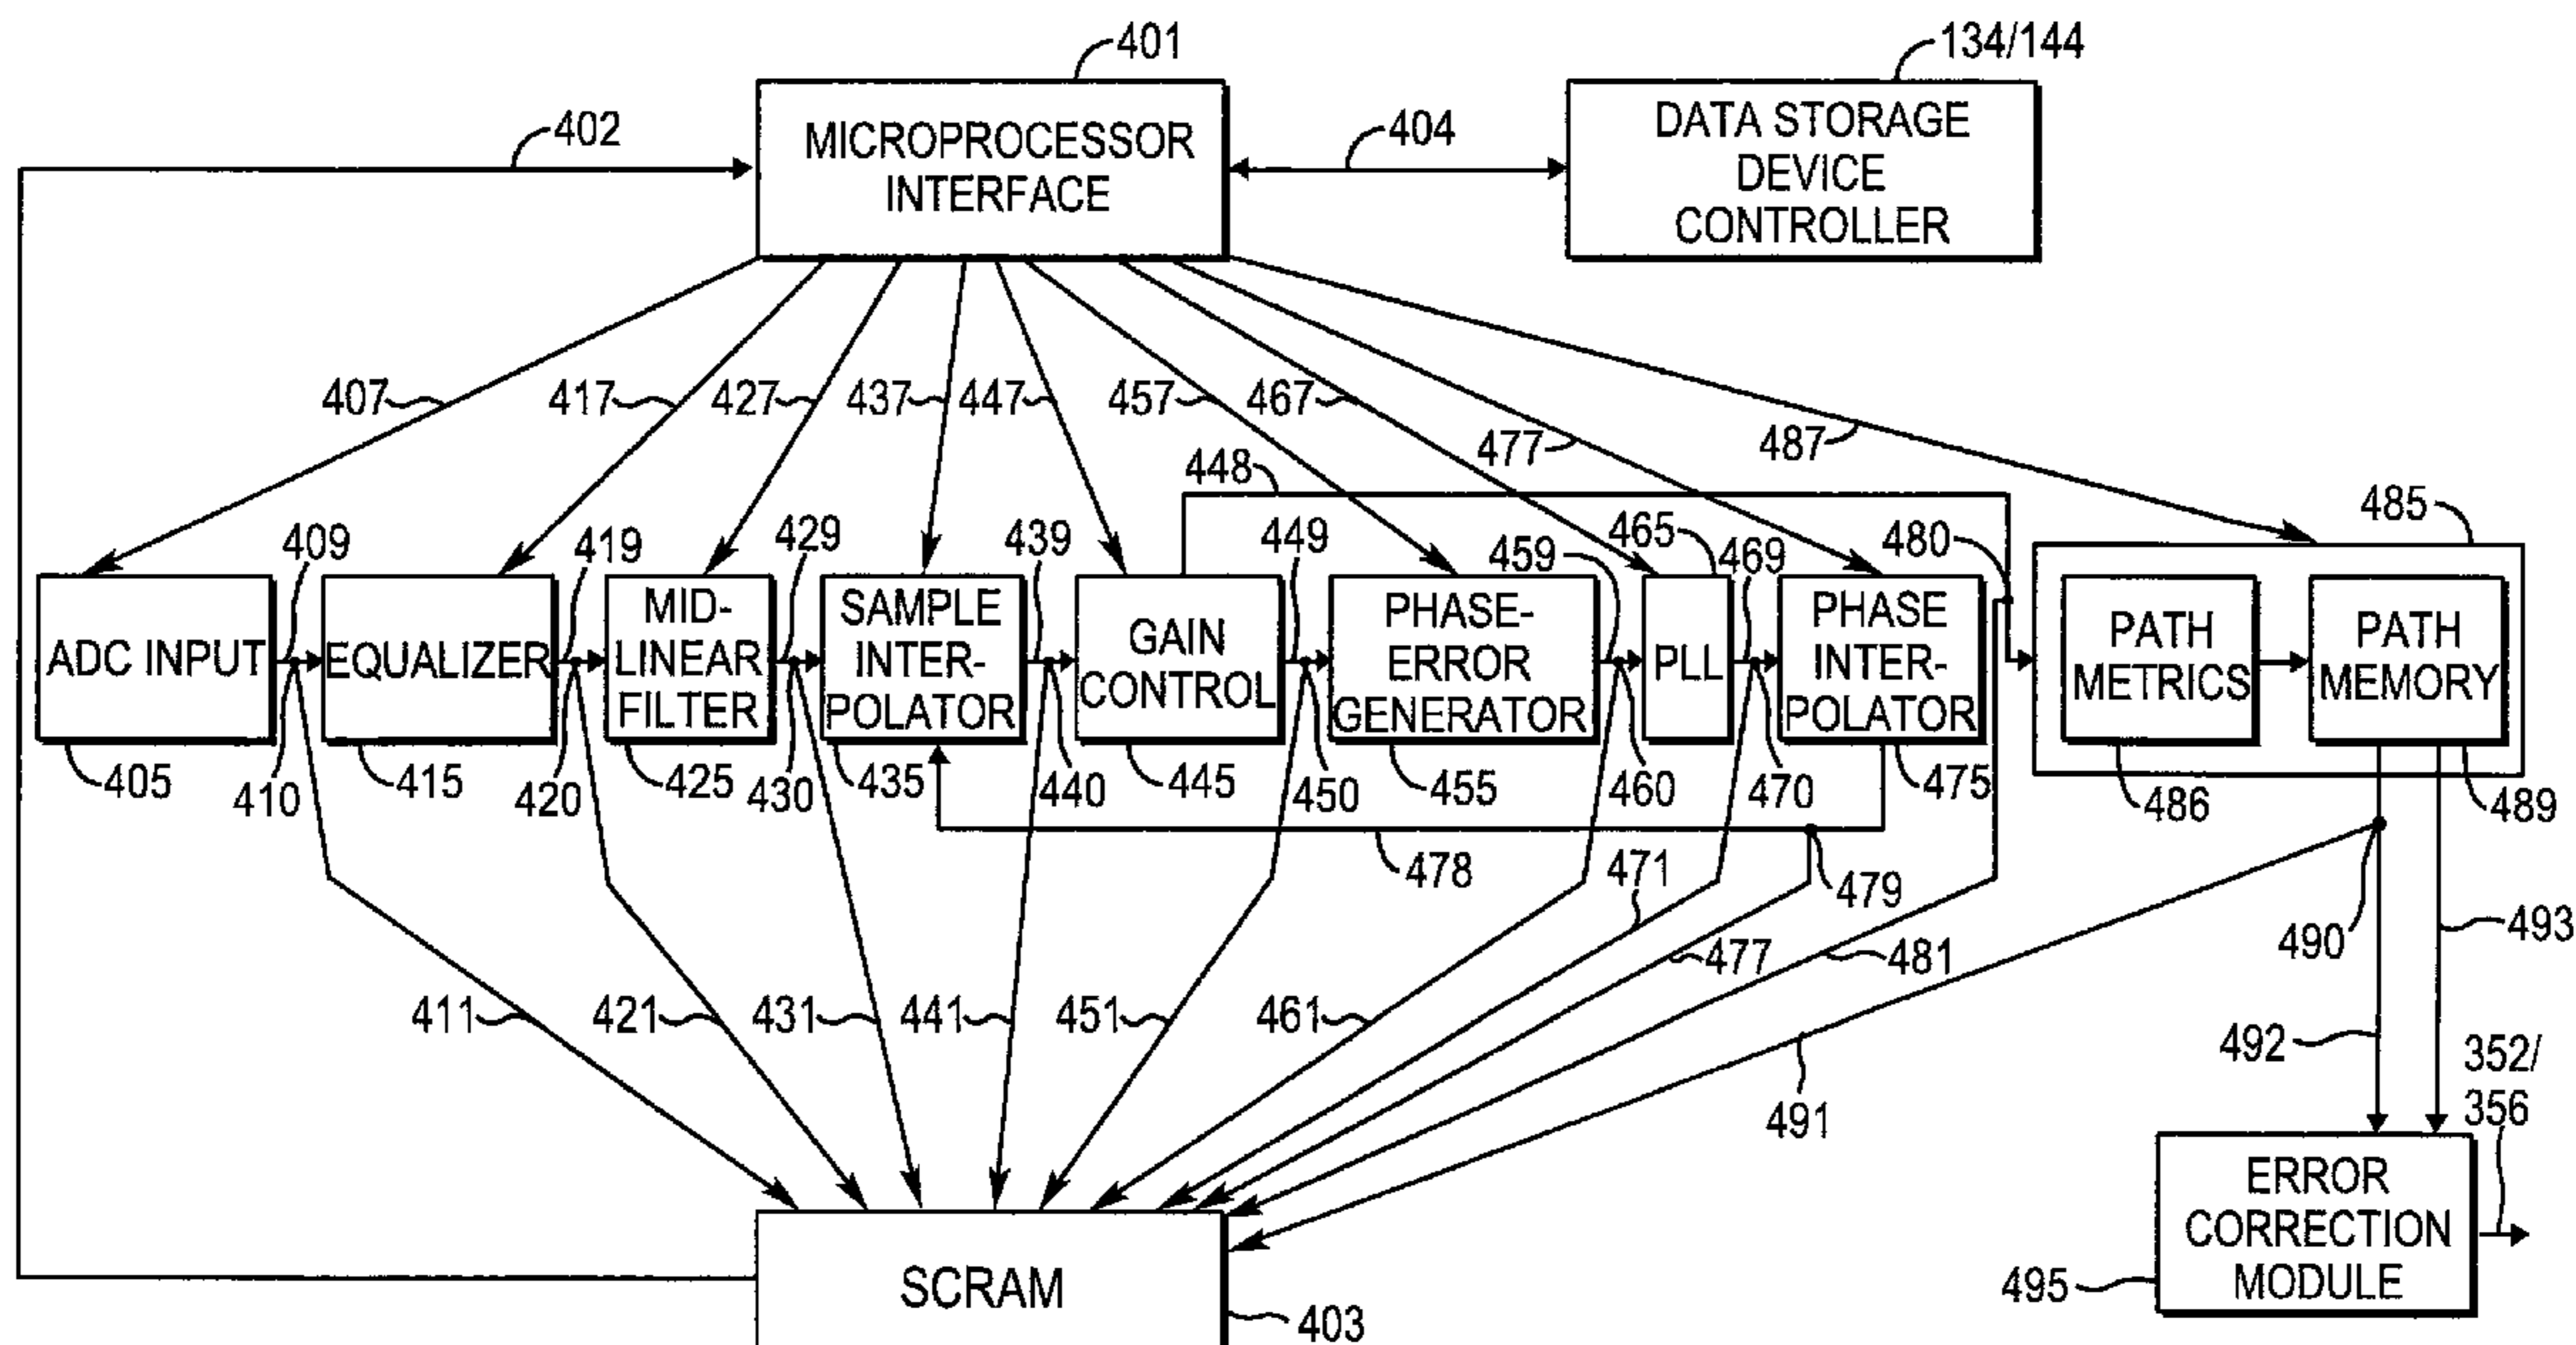 401
134/144
402
MICROPROCESSOR
INTERFACE
404
DATA STORAGE
DEVICE
CONTROLLER
407
417
427
437
447
457
467
477
487
448
485
409
419
429
439
449
459
465
469
480
ADC INPUT
EQUALIZER
MID-
LINEAR
FILTER
SAMPLE
INTER-
POLATOR
GAIN
CONTROL
PHASE-
ERROR
GENERATOR
PLL
PHASE
INTER-
POLATOR
PATH
METRICS
PATH
MEMORY
405
410
415
420
425
430
435
440
445
450
455
460
470
475
486
489
478
471
479
490
493
411
421
431
441
451
461
477
481
491
492
352/
356
SCRAM
403
ERROR
CORRECTION
MODULE
495